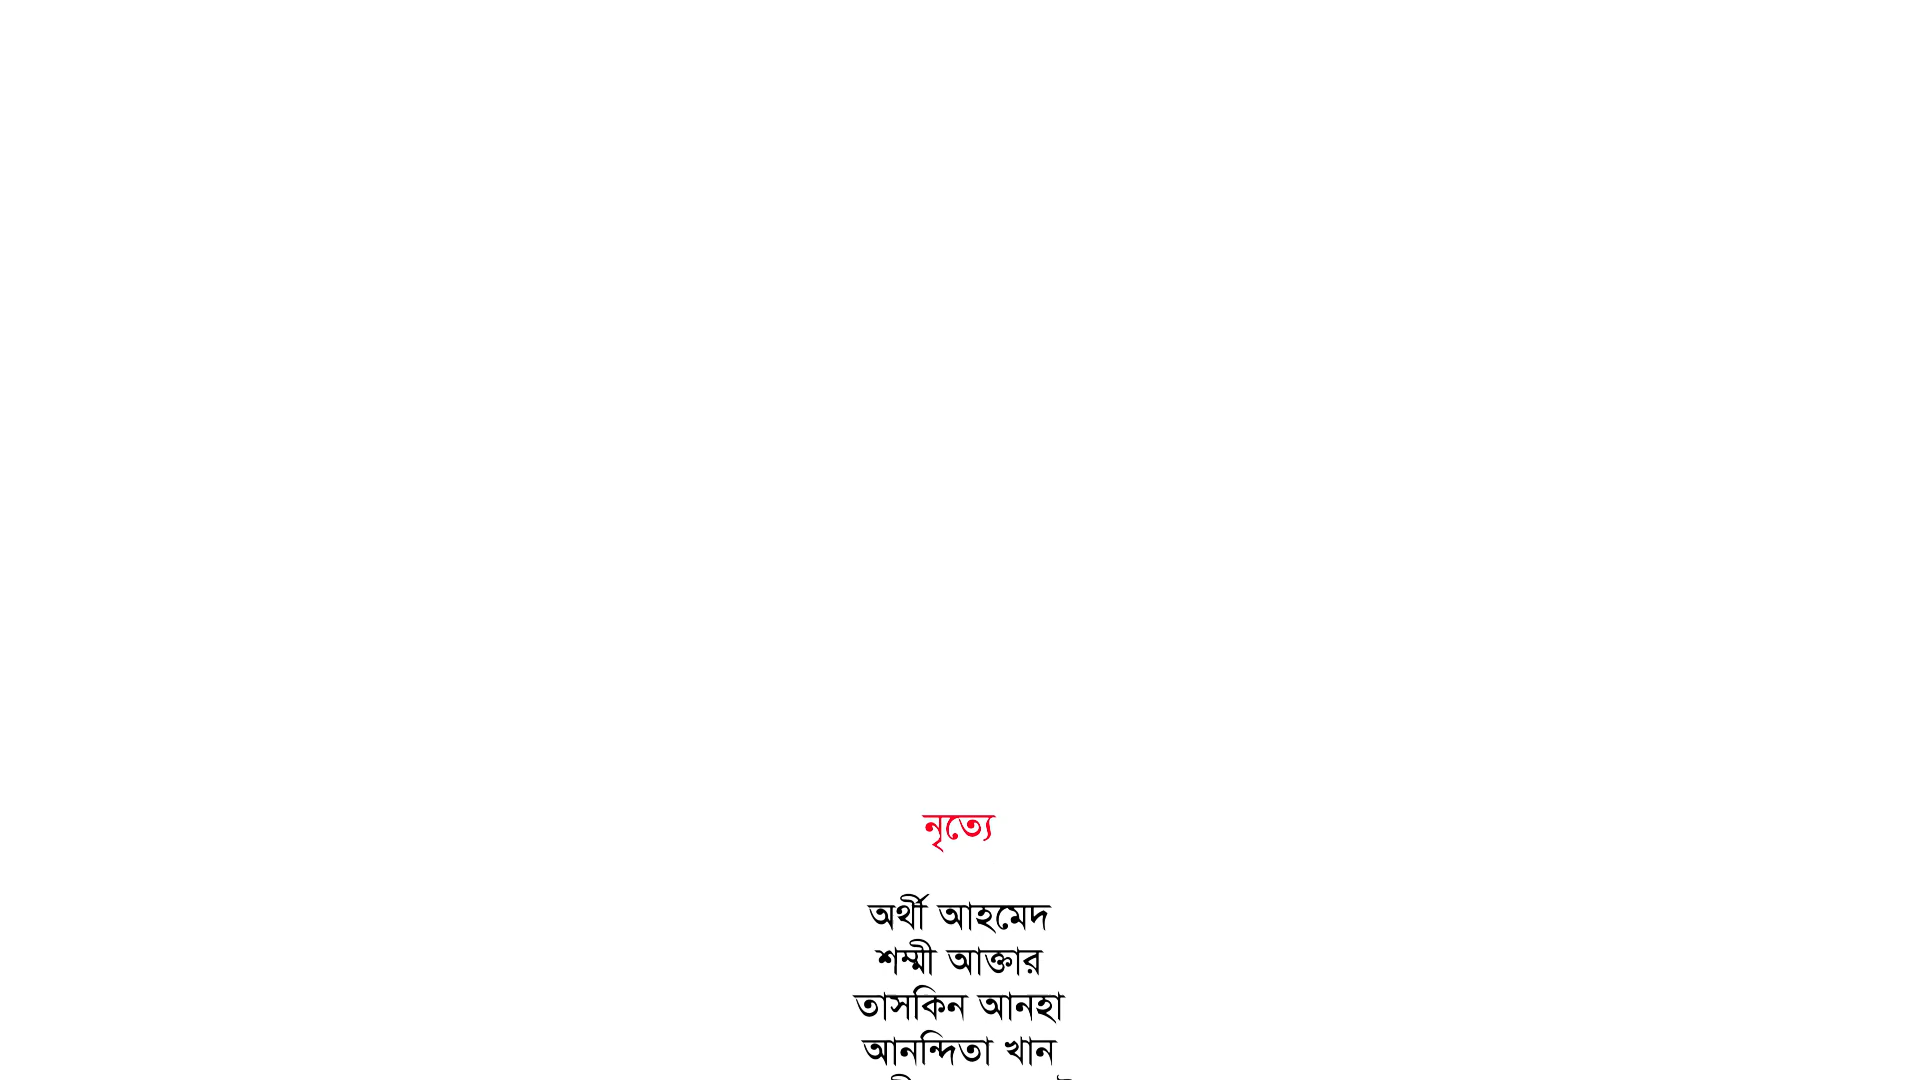 নৃত্যে
অর্থী আহমেদ
শম্মী আক্তার
তাসকিন আনহা
আনন্দিতা খান